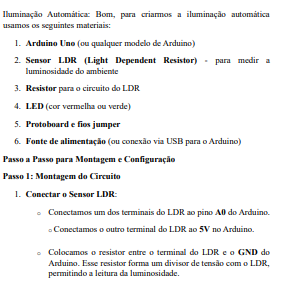 Iluminação Automática: Bom, para criarmos a iluminação automática
usamos os seguintes materiais:
1. Arduino Uno (ou qualquer modelo de Arduino)
2. Sensor LDR (Light Dependent Resistor) - para medir a
luminosidade do ambiente
3. Resistor para o circuito do LDR
4. LED (cor vermelha ou verde)
5. Protoboard e fios jumper
6. Fonte de alimentação (ou conexão via USB para o Arduino)
Passo a Passo para Montagem e Configuração
Passo 1: Montagem do Circuito
1. Conectar o Sensor LDR:
o Conectamos um dos terminais do LDR ao pino A0 do Arduino.
o Conectamos o outro terminal do LDR ao 5V no Arduino.
o Colocamos o resistor entre o terminal do LDR e o GND do
Arduino. Esse resistor forma um divisor de tensão com o LDR,
permitindo a leitura da luminosidade.